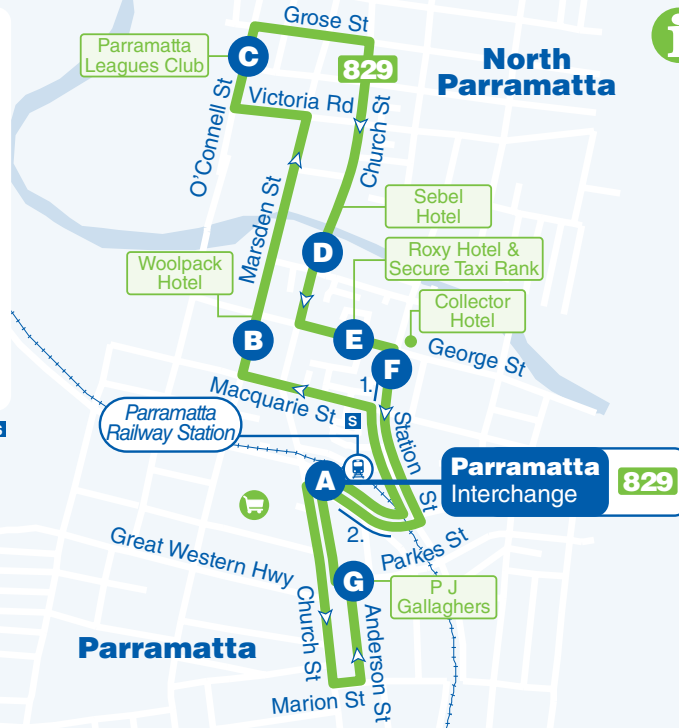 Grose St
i
Parramatta
Leagues Club
C
829
North
Parramatta
Victoria Rd
O'Connell St
Church St
Marsden St
Sebel
Hotel
D
Roxy Hotel &
Secure Taxi Rank
Woolpack
Hotel
Collector
Hotel
B
E
F
George St
1.
Macquarie St
S
Station St
Parramatta
Railway Station
A
Parramatta
Interchange
829
2.
Parkes St
Great Western Hwy
G
P J
Gallaghers
Church St
Anderson St
Parramatta
Marion St